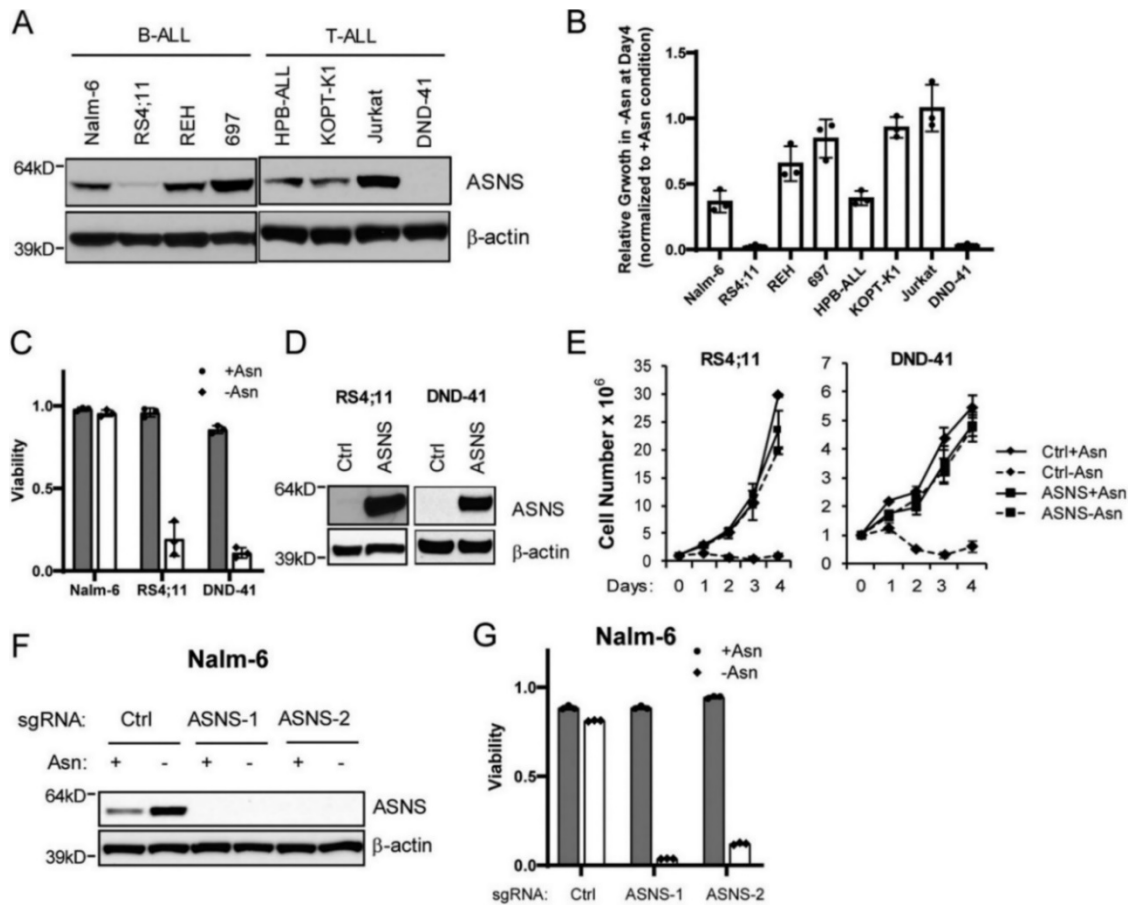 A
B-ALL T-ALL
Nalm-6 RS4;11 REH 697 HPB-ALL KOPT-K1 Jurkat DND-41
64kD
ASNS
39kD
β-actin
B
Relative Grwoth in -Asn at Day4
(normalized to +Asn condition)
1.5
1.0
0.5
0.0
Nalm-6 RS4;11 REH 697 HPB-ALL KOPT-K1 Jurkat DND-41
C
+Asn
-Asn
Viability
1.0
0.5
0.0
Nalm-6 RS4;11 DND-41
D
RS4;11 DND-41
Ctrl ASNS Ctrl ASNS
64kD
ASNS
39kD
β-actin
E
RS4;11 DND-41
Cell Number x 10⁶
35
30
25
20
15
10
5
0
7
6
5
4
3
2
1
0
Days: 0 1 2 3 4 0 1 2 3 4
Ctrl+Asn
Ctrl-Asn
ASNS+Asn
ASNS-Asn
F
Nalm-6
sgRNA: Ctrl ASNS-1 ASNS-2
Asn: + - + - + -
64kD
ASNS
39kD
β-actin
G
Nalm-6
+Asn
-Asn
Viability
1.0
0.5
0.0
sgRNA: Ctrl ASNS-1 ASNS-2